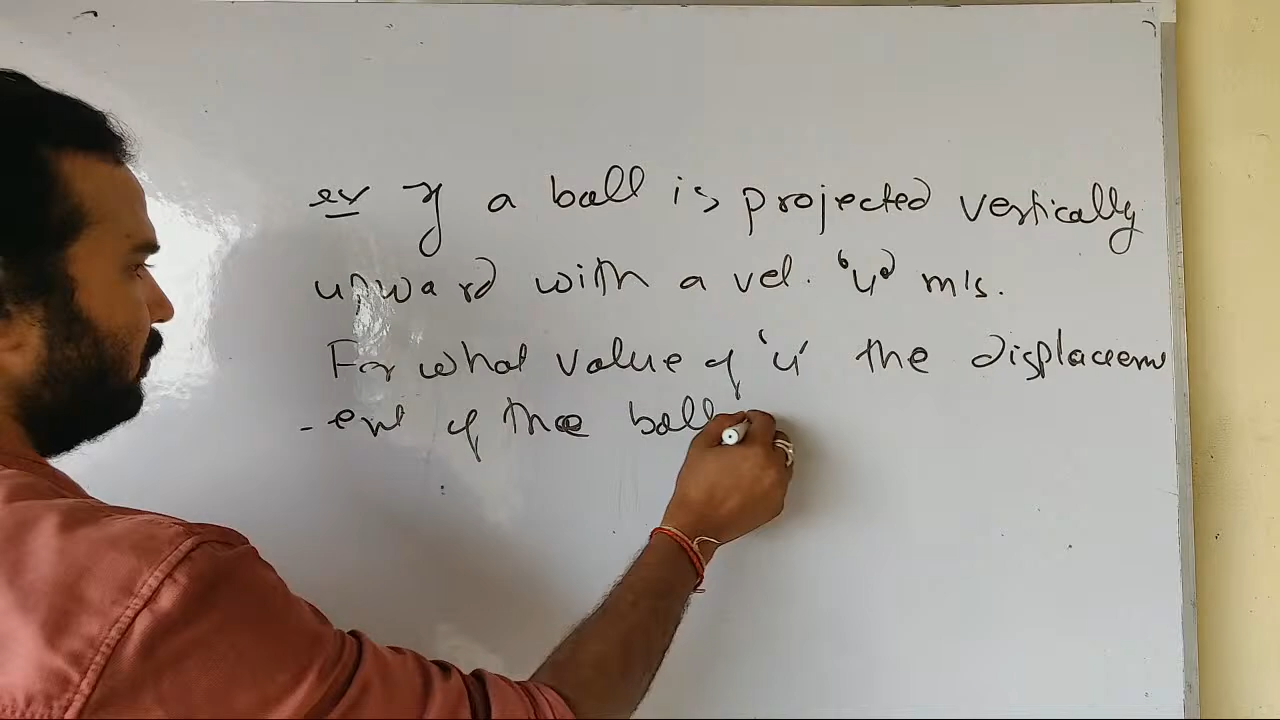 ex If a ball is projected vertically
upward with a vel. 'u' m/s.
For what value of 'u' the displacem
-ent of the ball